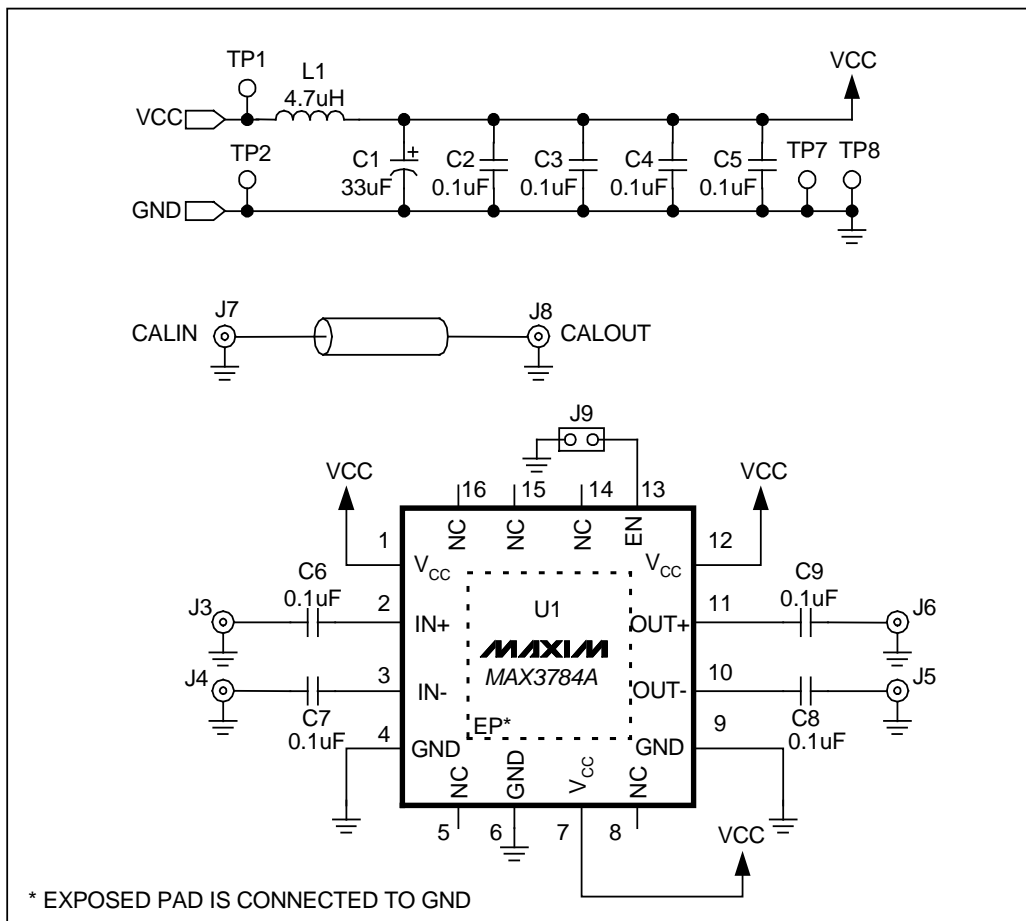 TP1
L1
4.7uH
VCC
VCC
TP2
C1
+
33uF
C2
0.1uF
C3
0.1uF
C4
0.1uF
C5
0.1uF
TP7
TP8
GND
J7
CALIN
J8
CALOUT
J9
VCC
16
15
14
13
VCC
NC
NC
NC
EN
1
VCC
12
VCC
C6
0.1uF
C9
0.1uF
J3
2
IN+
U1
OUT+
11
J6
MAXIM
MAX3784A
J4
3
IN-
OUT-
10
J5
C7
0.1uF
C8
0.1uF
EP*
4
GND
9
GND
NC
GND
VCC
NC
5
6
7
8
VCC
* EXPOSED PAD IS CONNECTED TO GND